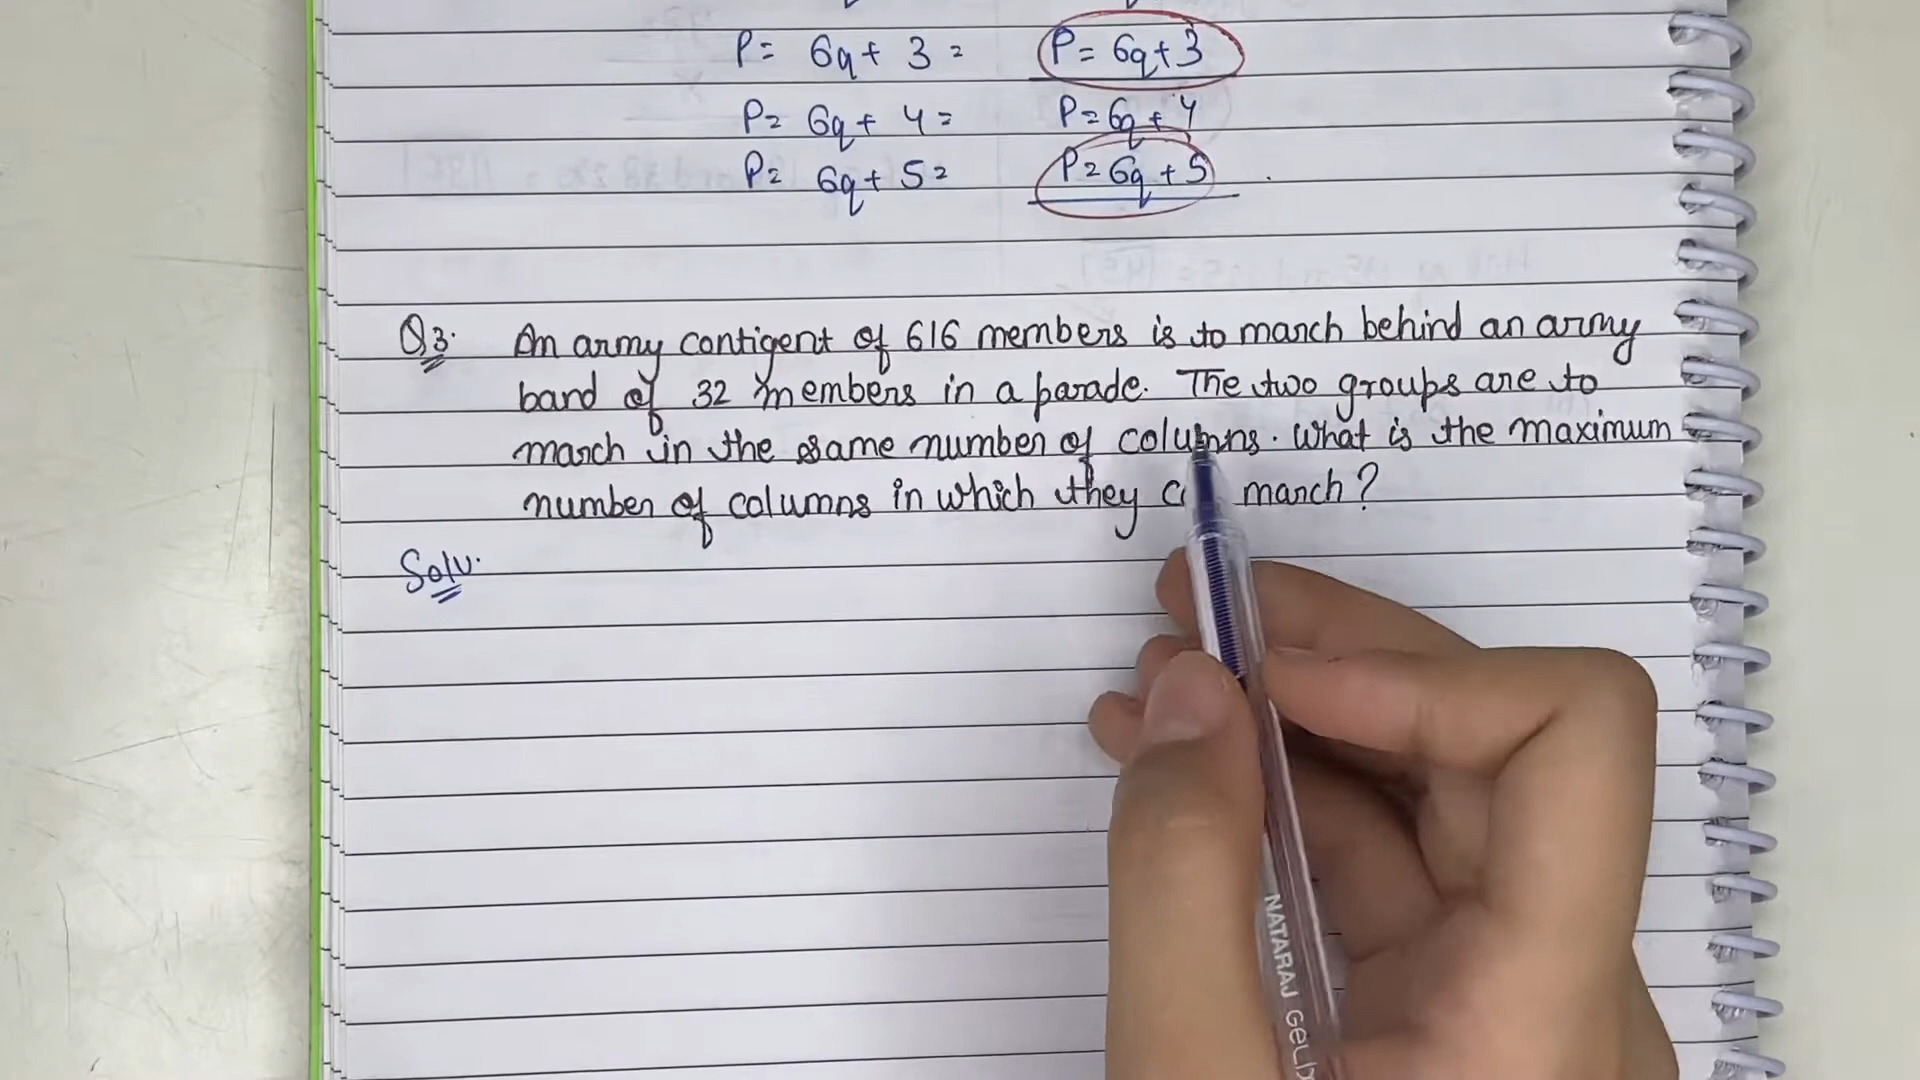 P= 6q+ 3 = P= 6q+3
P= 6q+ 4 = P=6q+4
P= 6q+ 5 = P=6q+5
Q3. An army contigent of 616 members is to march behind an army
band of 32 members in a parade. The two groups are to
march in the same number of columns. What is the maximum
number of columns in which they march?
Solu.
NATARAJ